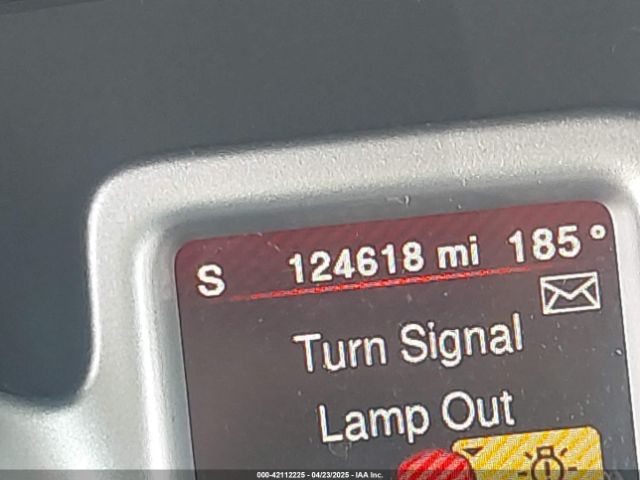 S 124618 mi 185°
Turn Signal
Lamp Out
000-42112225 - 04/23/2025 - IAA Inc.